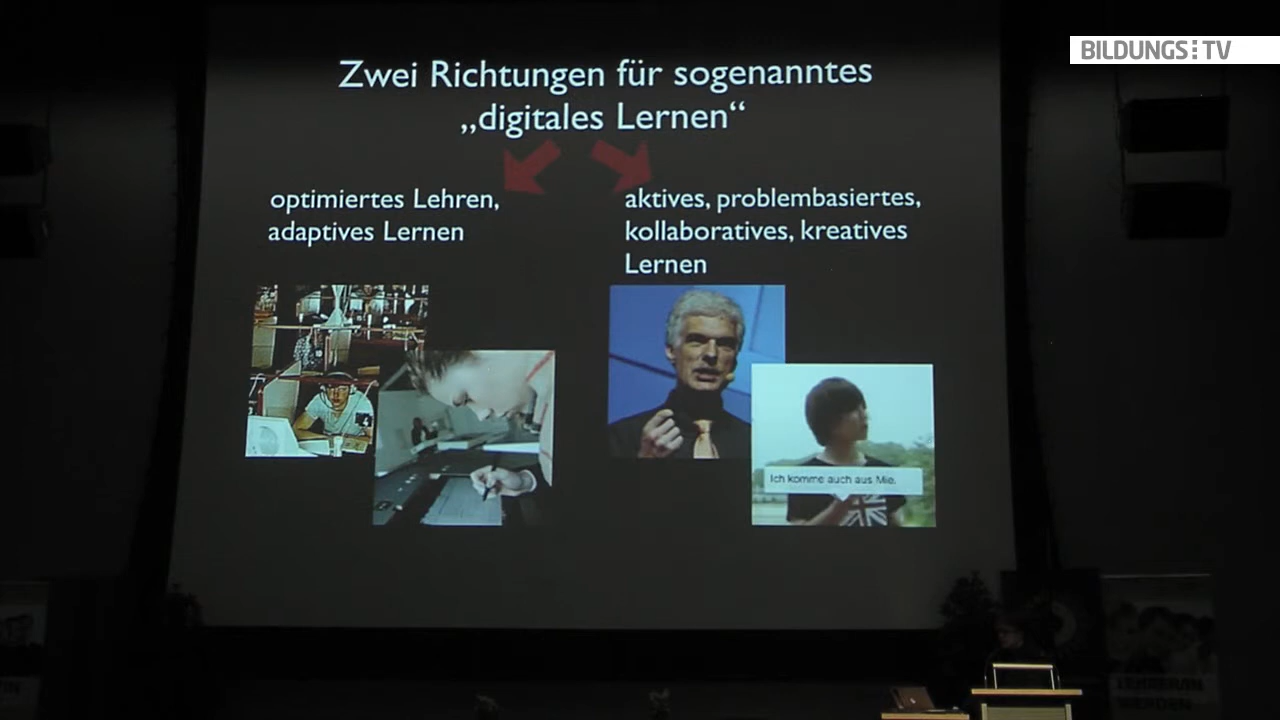 BILDUNGS:TV
Zwei Richtungen für sogenanntes
„digitales Lernen“
optimiertes Lehren,
adaptives Lernen
aktives, problembasiertes,
kollaboratives, kreatives
Lernen
Ich komme auch aus Mie.
WERDEN